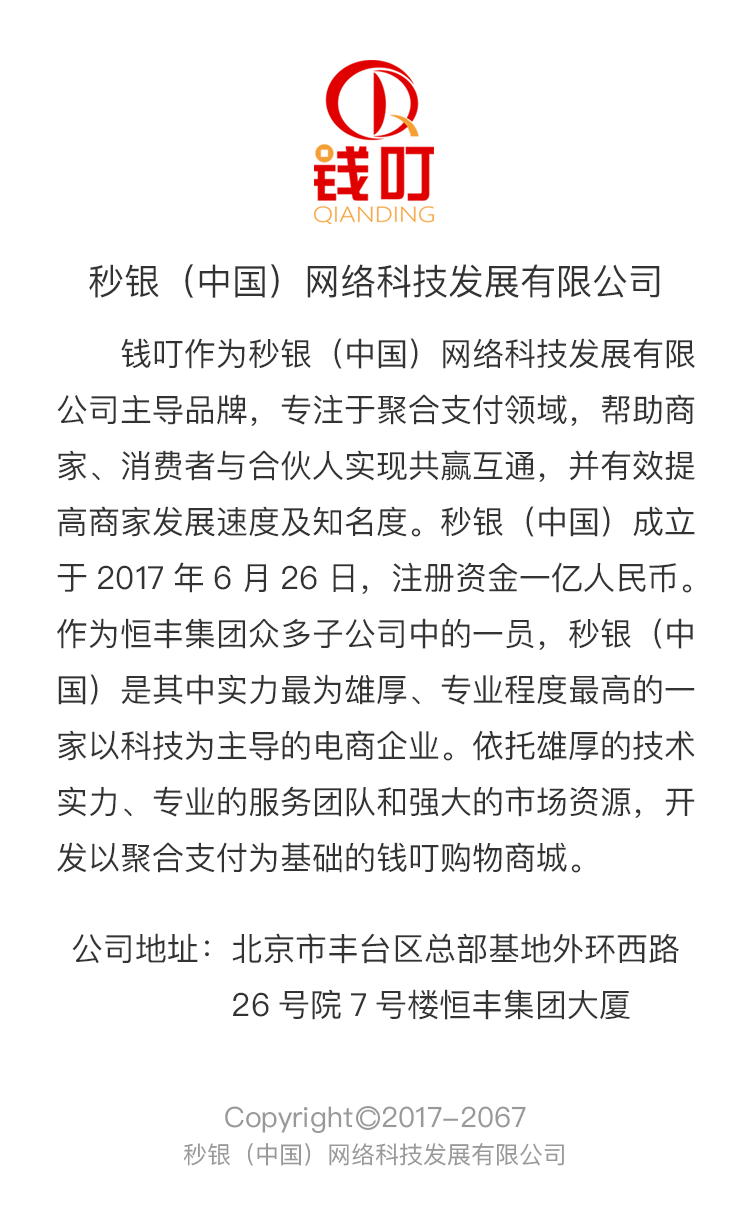 钱叮
QIANDING
秒银（中国）网络科技发展有限公司
钱叮作为秒银（中国）网络科技发展有限
公司主导品牌，专注于聚合支付领域，帮助商
家、消费者与合伙人实现共赢互通，并有效提
高商家发展速度及知名度。秒银（中国）成立
于 2017 年 6 月 26 日，注册资金一亿人民币。
作为恒丰集团众多子公司中的一员，秒银（中
国）是其中实力最为雄厚、专业程度最高的一
家以科技为主导的电商企业。依托雄厚的技术
实力、专业的服务团队和强大的市场资源，开
发以聚合支付为基础的钱叮购物商城。
公司地址：北京市丰台区总部基地外环西路
26 号院 7 号楼恒丰集团大厦
Copyright©2017-2067
秒银（中国）网络科技发展有限公司